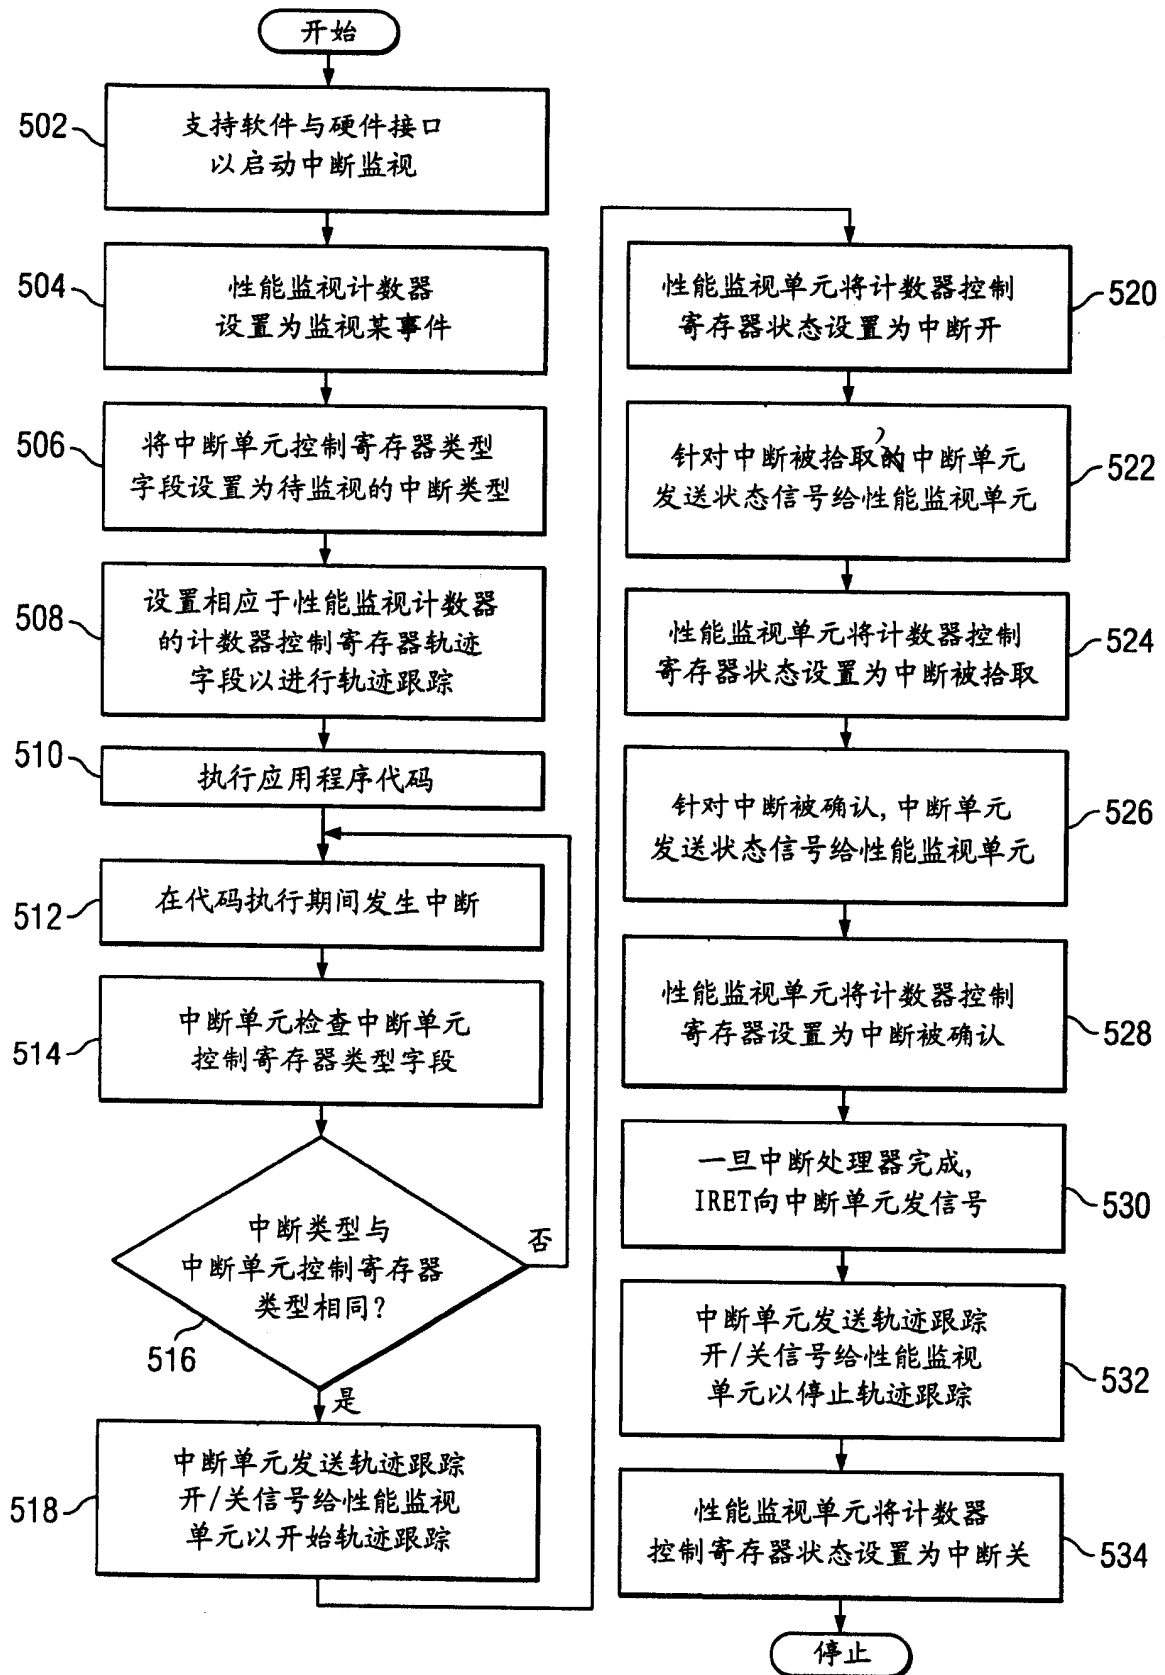 开始
502
支持软件与硬件接口
以启动中断监视
504
性能监视计数器
设置为监视某事件
506
将中断单元控制寄存器类型
字段设置为待监视的中断类型
508
设置相应于性能监视计数器
的计数器控制寄存器轨迹
字段以进行轨迹跟踪
510
执行应用程序代码
512
在代码执行期间发生中断
514
中断单元检查中断单元
控制寄存器类型字段
中断类型与
中断单元控制寄存器
类型相同?
否
516
是
518
中断单元发送轨迹跟踪
开/关信号给性能监视
单元以开始轨迹跟踪
性能监视单元将计数器控制
寄存器状态设置为中断开
520
针对中断被拾取,中断单元
发送状态信号给性能监视单元
522
性能监视单元将计数器控制
寄存器状态设置为中断被拾取
524
针对中断被确认,中断单元
发送状态信号给性能监视单元
526
性能监视单元将计数器控制
寄存器设置为中断被确认
528
一旦中断处理器完成,
IRET向中断单元发信号
530
中断单元发送轨迹跟踪
开/关信号给性能监视
单元以停止轨迹跟踪
532
性能监视单元将计数器
控制寄存器状态设置为中断关
534
停止